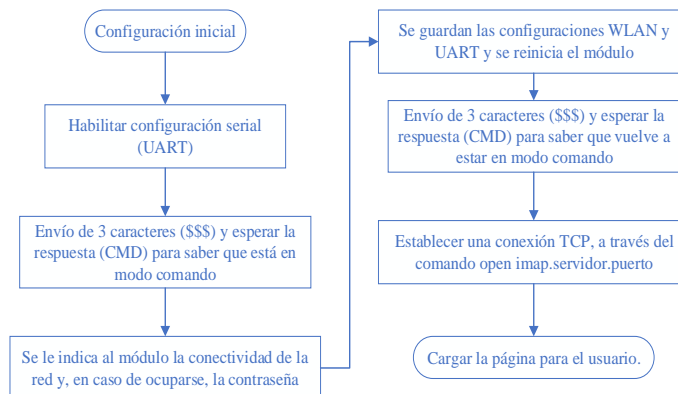 Configuración inicial
Habilitar configuración serial
(UART)
Envío de 3 caracteres ($$$) y esperar la
respuesta (CMD) para saber que está en
modo comando
Se le indica al módulo la conectividad de la
red y, en caso de ocuparse, la contraseña
Se guardan las configuraciones WLAN y
UART y se reinicia el módulo
Envío de 3 caracteres ($$$) y esperar la
respuesta (CMD) para saber que vuelve a
estar en modo comando
Establecer una conexión TCP, a través del
comando open imap.servidor.puerto
Cargar la página para el usuario.